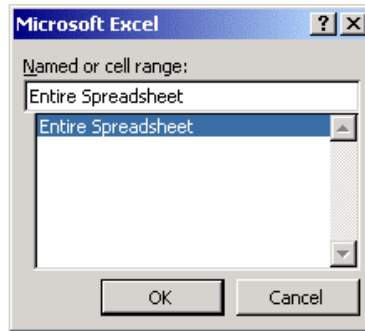 Microsoft Excel
Named or cell range:
Entire Spreadsheet
Entire Spreadsheet
OK Cancel